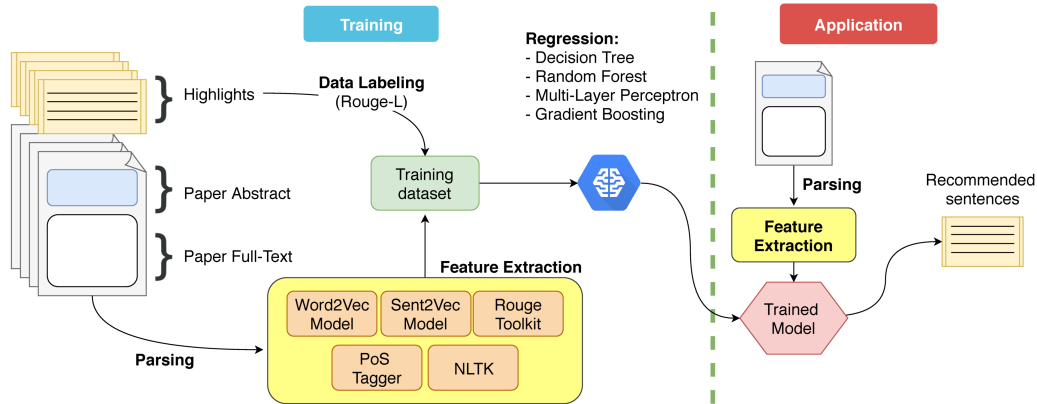 Training
Application
Regression:
- Decision Tree
- Random Forest
- Multi-Layer Perceptron
- Gradient Boosting
Highlights
Data Labeling
(Rouge-L)
Paper Abstract
Paper Full-Text
Training
dataset
Parsing
Feature Extraction
Word2Vec
Model
Sent2Vec
Model
Rouge
Toolkit
PoS
Tagger
NLTK
Parsing
Feature
Extraction
Trained
Model
Recommended
sentences